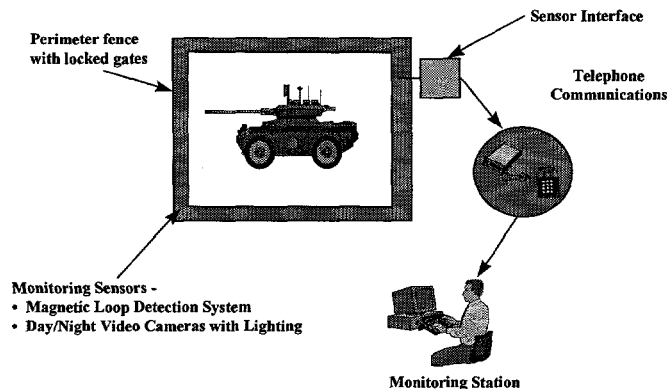 Sensor Interface
Perimeter fence
with locked gates
Telephone
Communications
Monitoring Sensors -
• Magnetic Loop Detection System
• Day/Night Video Cameras with Lighting
Monitoring Station